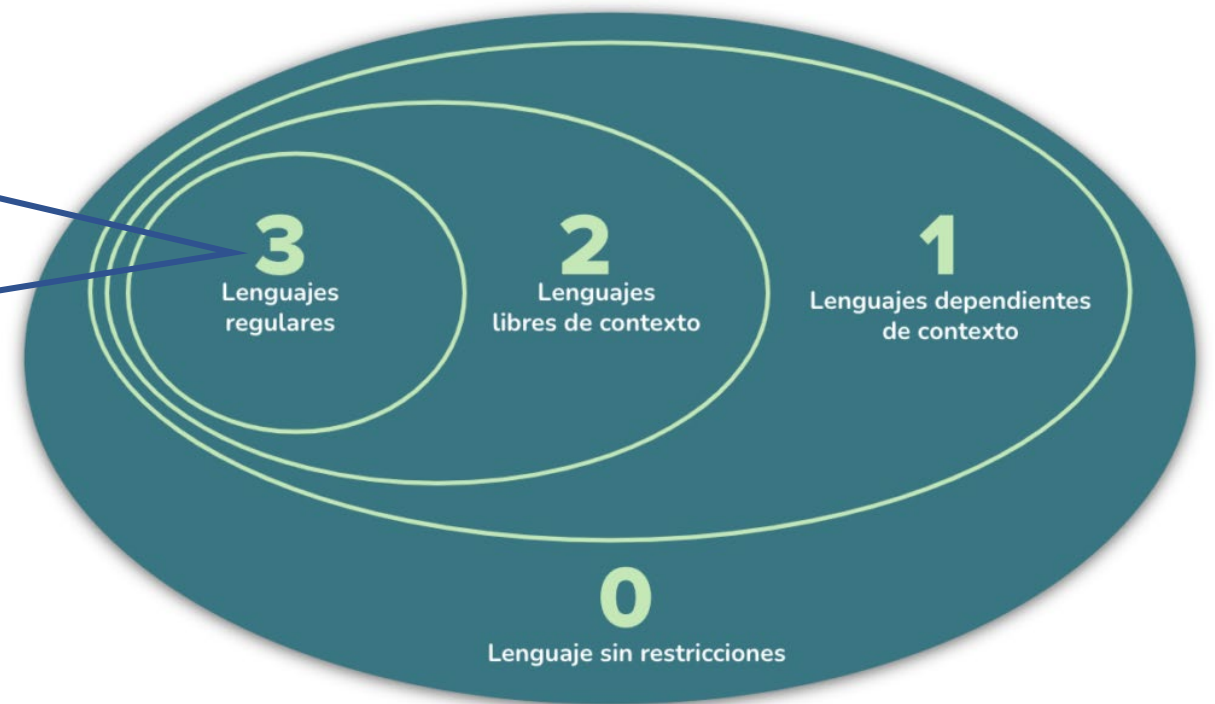 3
Lenguajes
regulares
2
Lenguajes
libres de contexto
1
Lenguajes dependientes
de contexto
0
Lenguaje sin restricciones